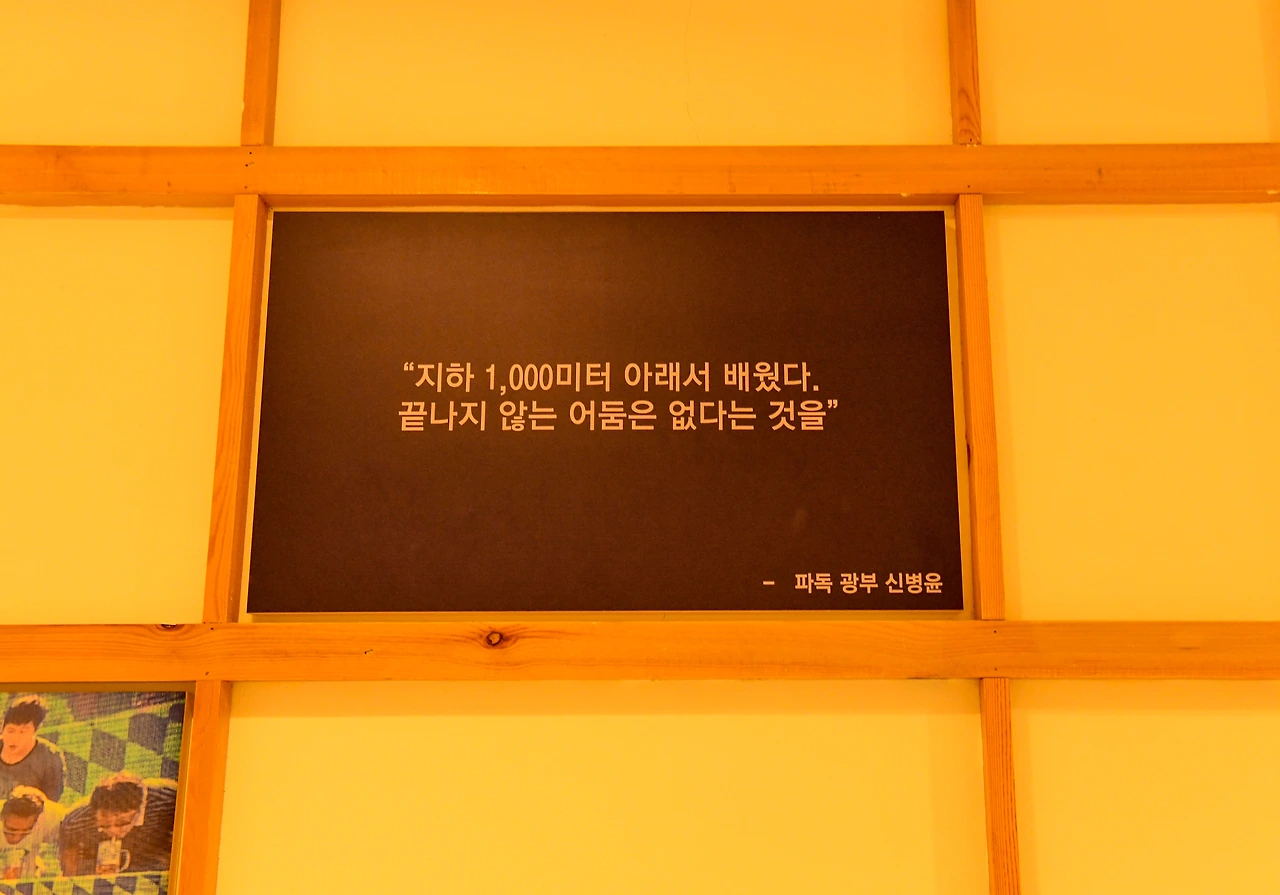 “지하 1,000미터 아래서 배웠다.
끝나지 않는 어둠은 없다는 것을”
- 파독 광부 신병윤